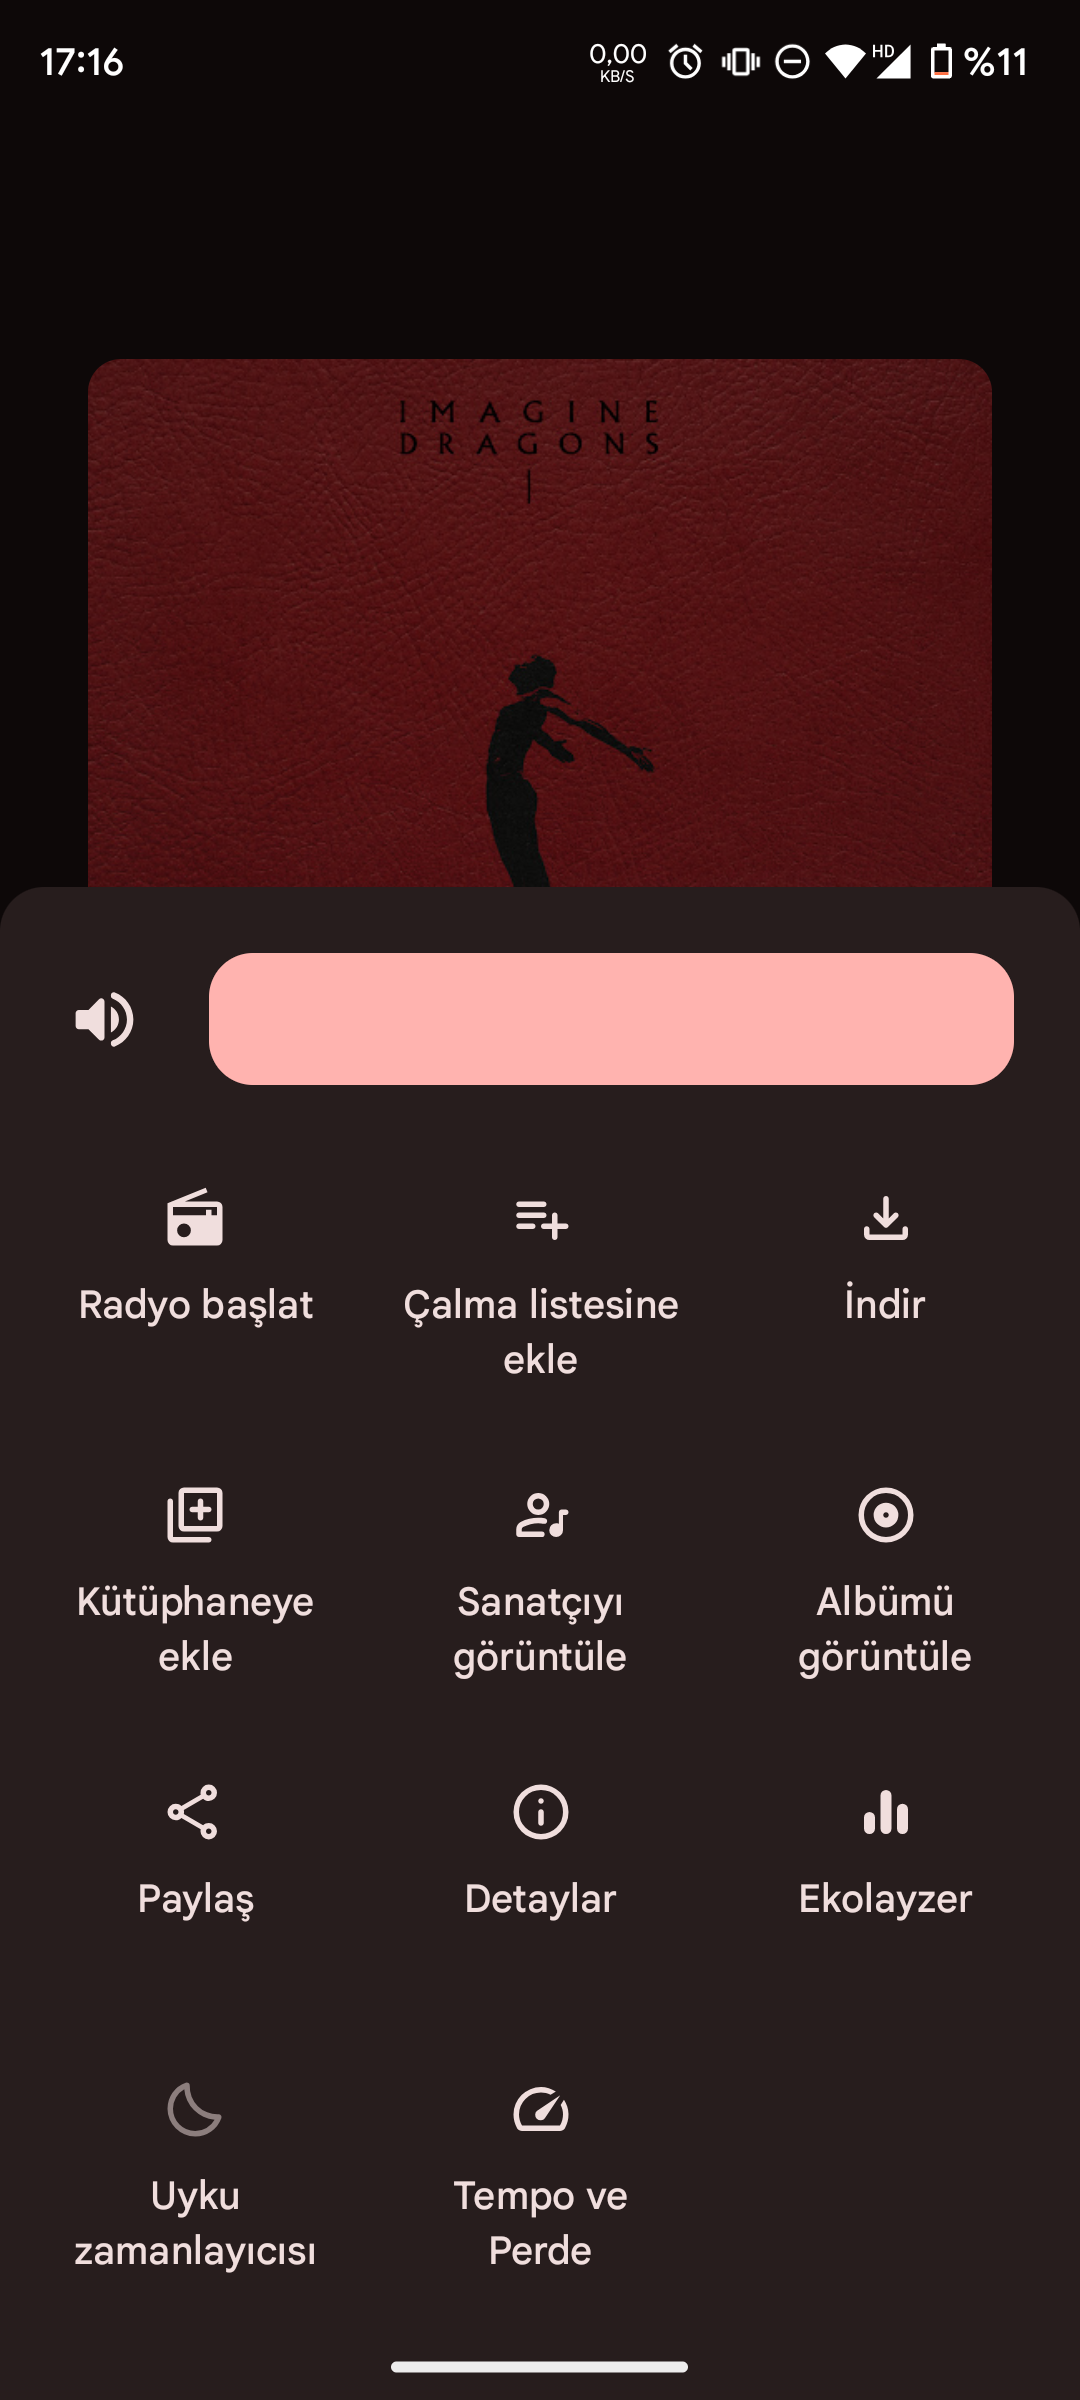 17:16
0,00
KB/S
HD
%11
IMAGINE
DRAGONS
Radyo başlat
Çalma listesine
ekle
İndir
Kütüphaneye
ekle
Sanatçıyı
görüntüle
Albümü
görüntüle
Paylaş
Detaylar
Ekolayzer
Uyku
zamanlayıcısı
Tempo ve
Perde